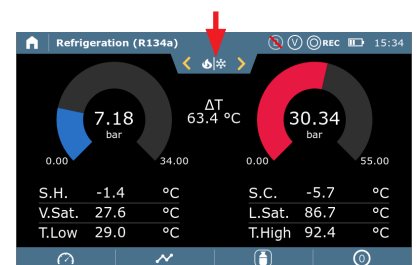 Refrigeration (R134a) V REC 15:34
ΔT
63.4 °C
7.18
bar
0.00 34.00
30.34
bar
0.00 55.00
S.H. -1.4 °C
V.Sat. 27.6 °C
T.Low 29.0 °C
S.C. -5.7 °C
L.Sat. 86.7 °C
T.High 92.4 °C
0